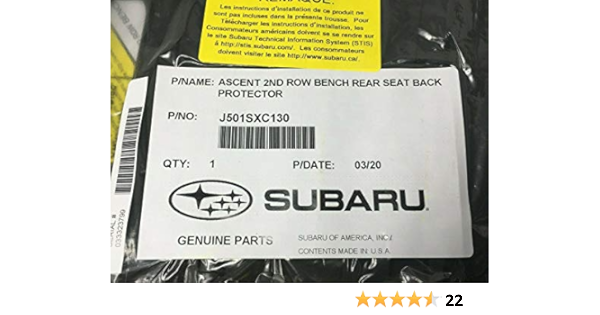 REMARQUE:
Les instructions d'installation de ce produit ne
sont pas incluses dans la présente trousse. Pour
Télécharger les instructions d'installation, les
Consommateurs américains doivent se rendre sur
le site Subaru Technical Information System (STIS)
à http://stis.subaru.com/. Les consommateurs
doivent visiter le site http://www.subaru.ca/.
P/NAME: ASCENT 2ND ROW BENCH REAR SEAT BACK
PROTECTOR
P/NO: J501SXC130
QTY: 1 P/DATE: 03/20
SUBARU
GENUINE PARTS
SUBARU OF AMERICA, INC.
CONTENTS MADE IN U.S.A.
033323799
22